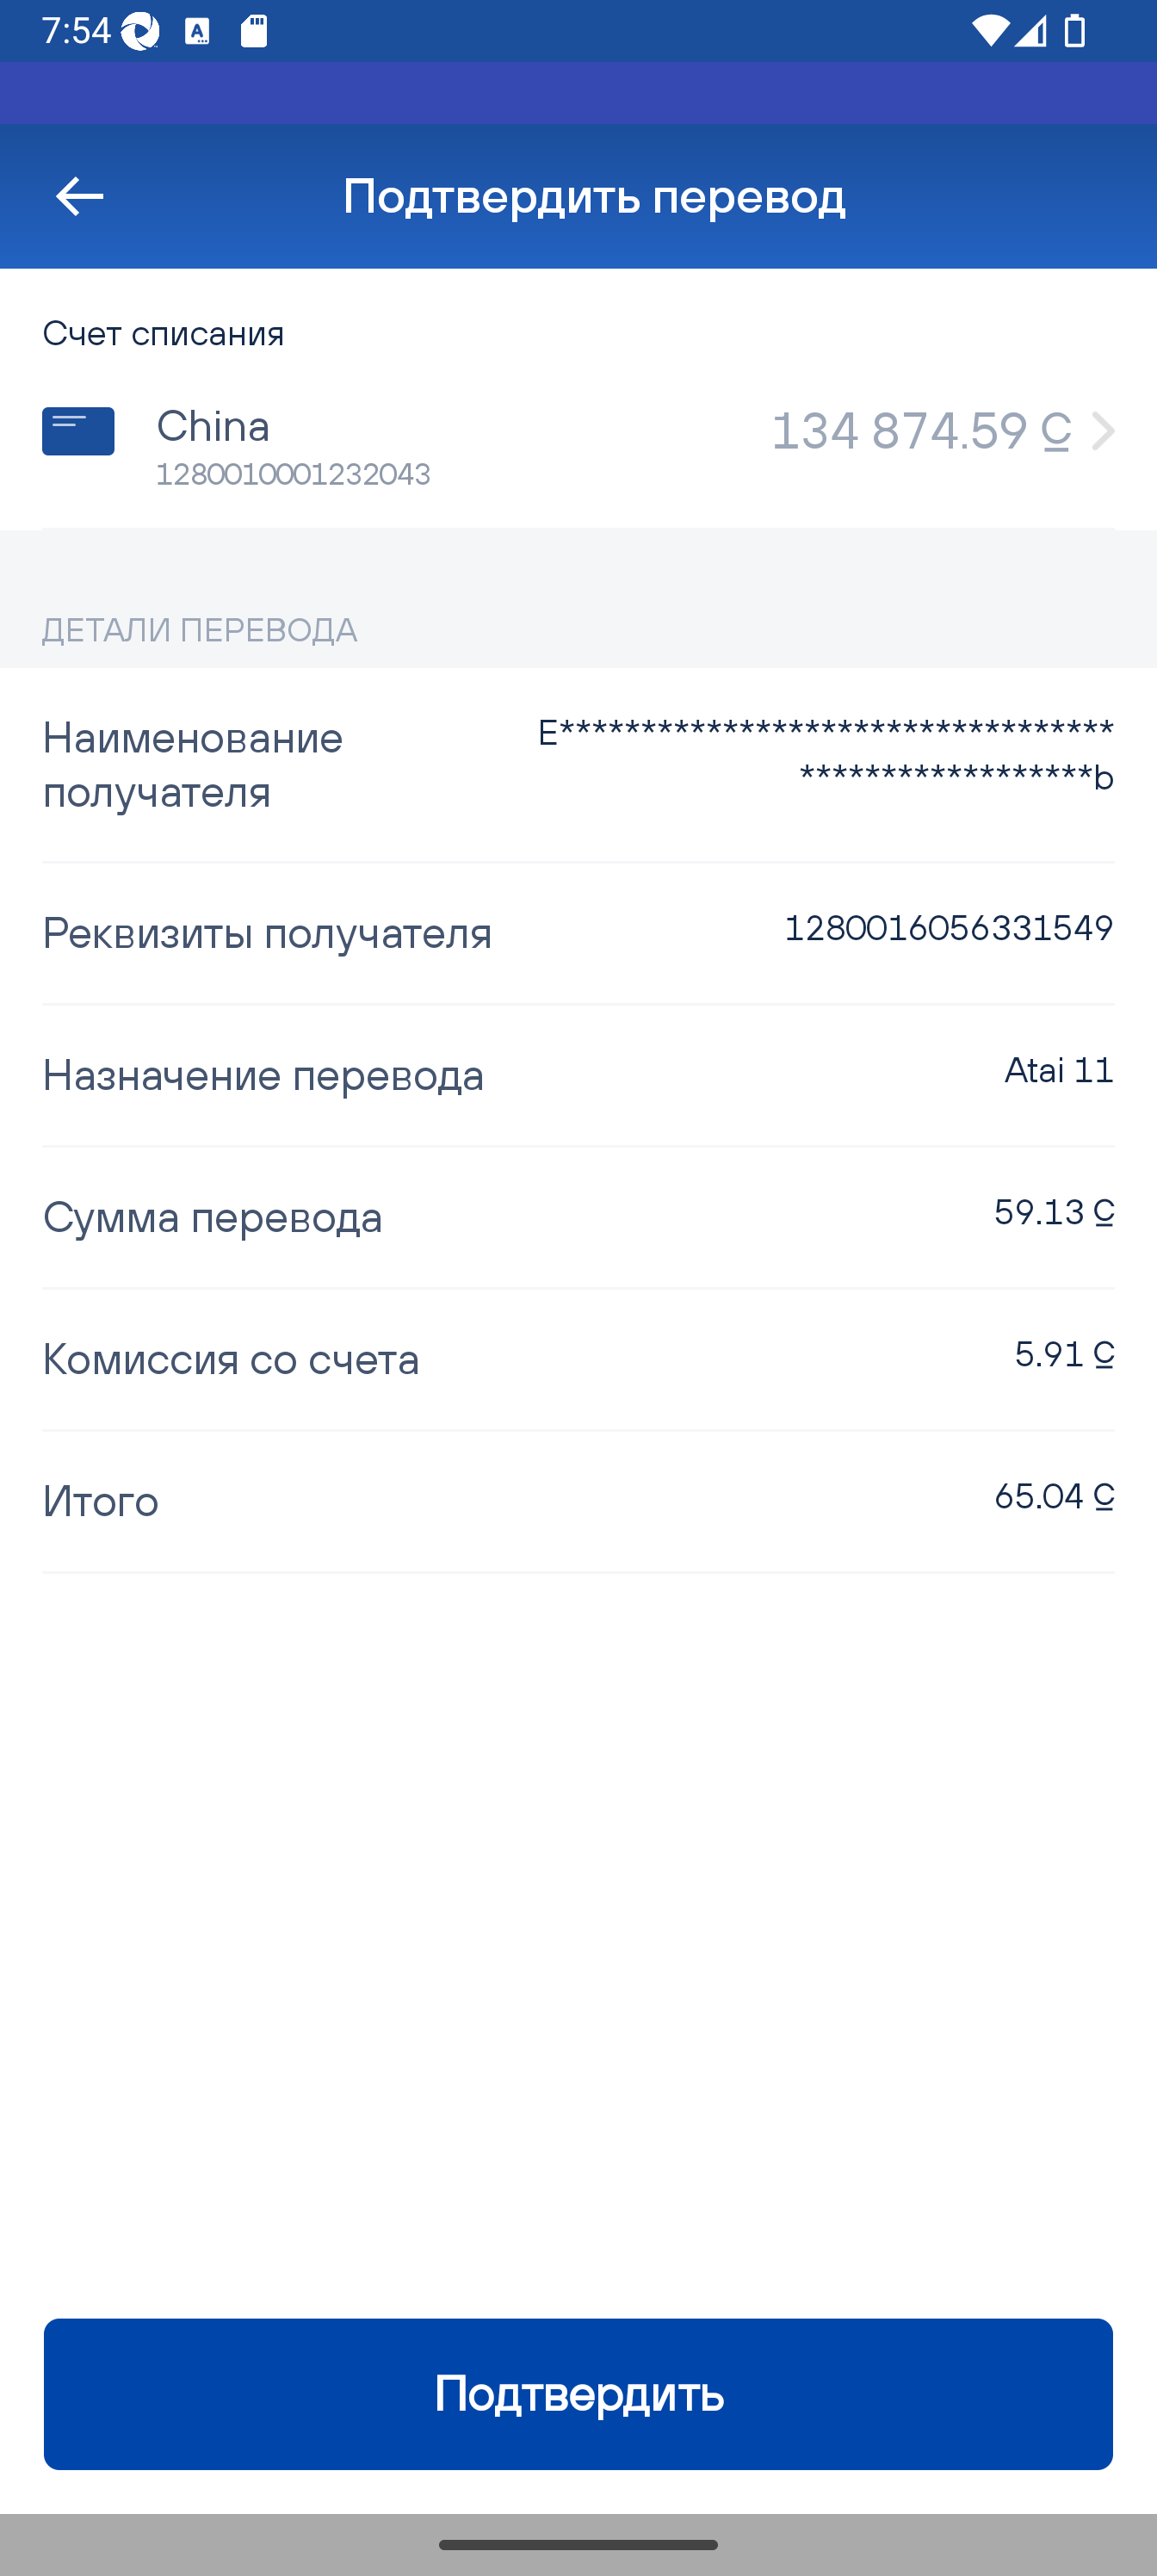 7:54
Подтвердить перевод
Счет списания
China
134 874.59 С
1280010001232043
ДЕТАЛИ ПЕРЕВОДА
Наименование
получателя
E**********************************
******************b
Реквизиты получателя
1280016056331549
Назначение перевода
Atai 11
Сумма перевода
59.13 С
Комиссия со счета
5.91 С
Итого
65.04 С
Подтвердить